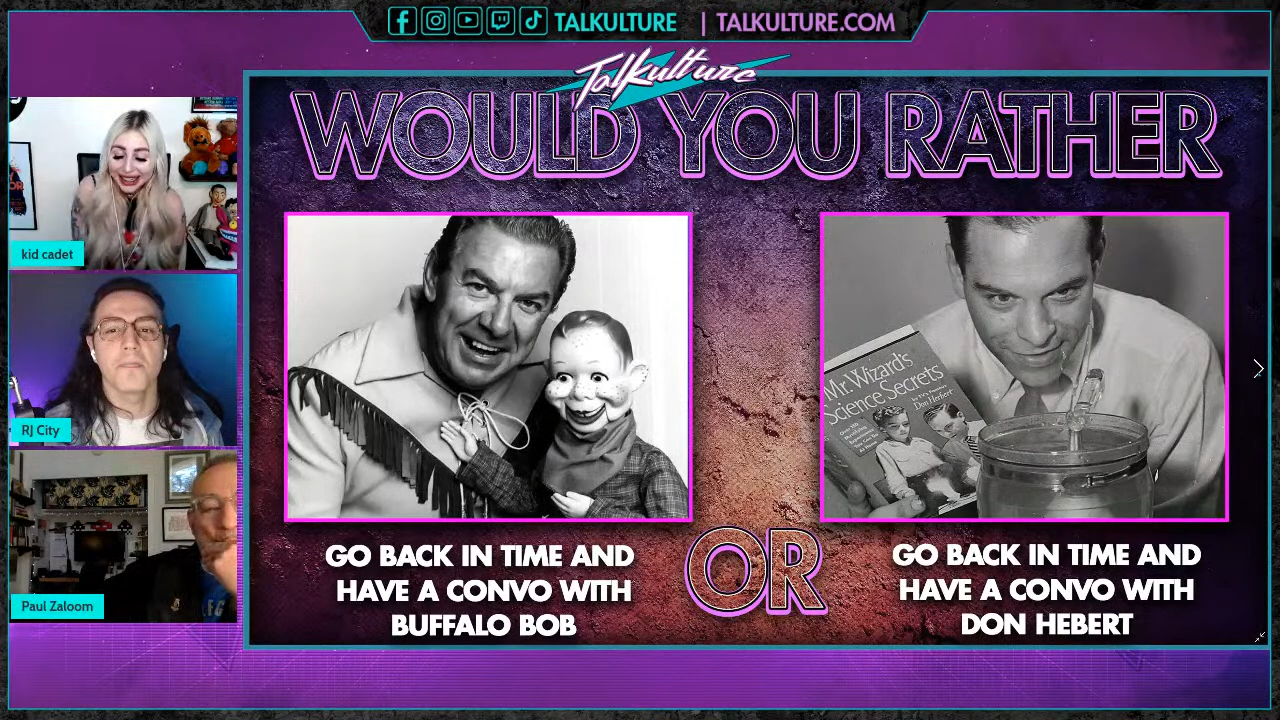 TALKULTURE | TALKULTURE.COM
Talkulture
WOULD YOU RATHER
kid cadet
RJ City
Paul Zaloom
Mr. Wizard's
Science Secrets
Don Herbert
GO BACK IN TIME AND
HAVE A CONVO WITH
BUFFALO BOB
OR
GO BACK IN TIME AND
HAVE A CONVO WITH
DON HEBERT